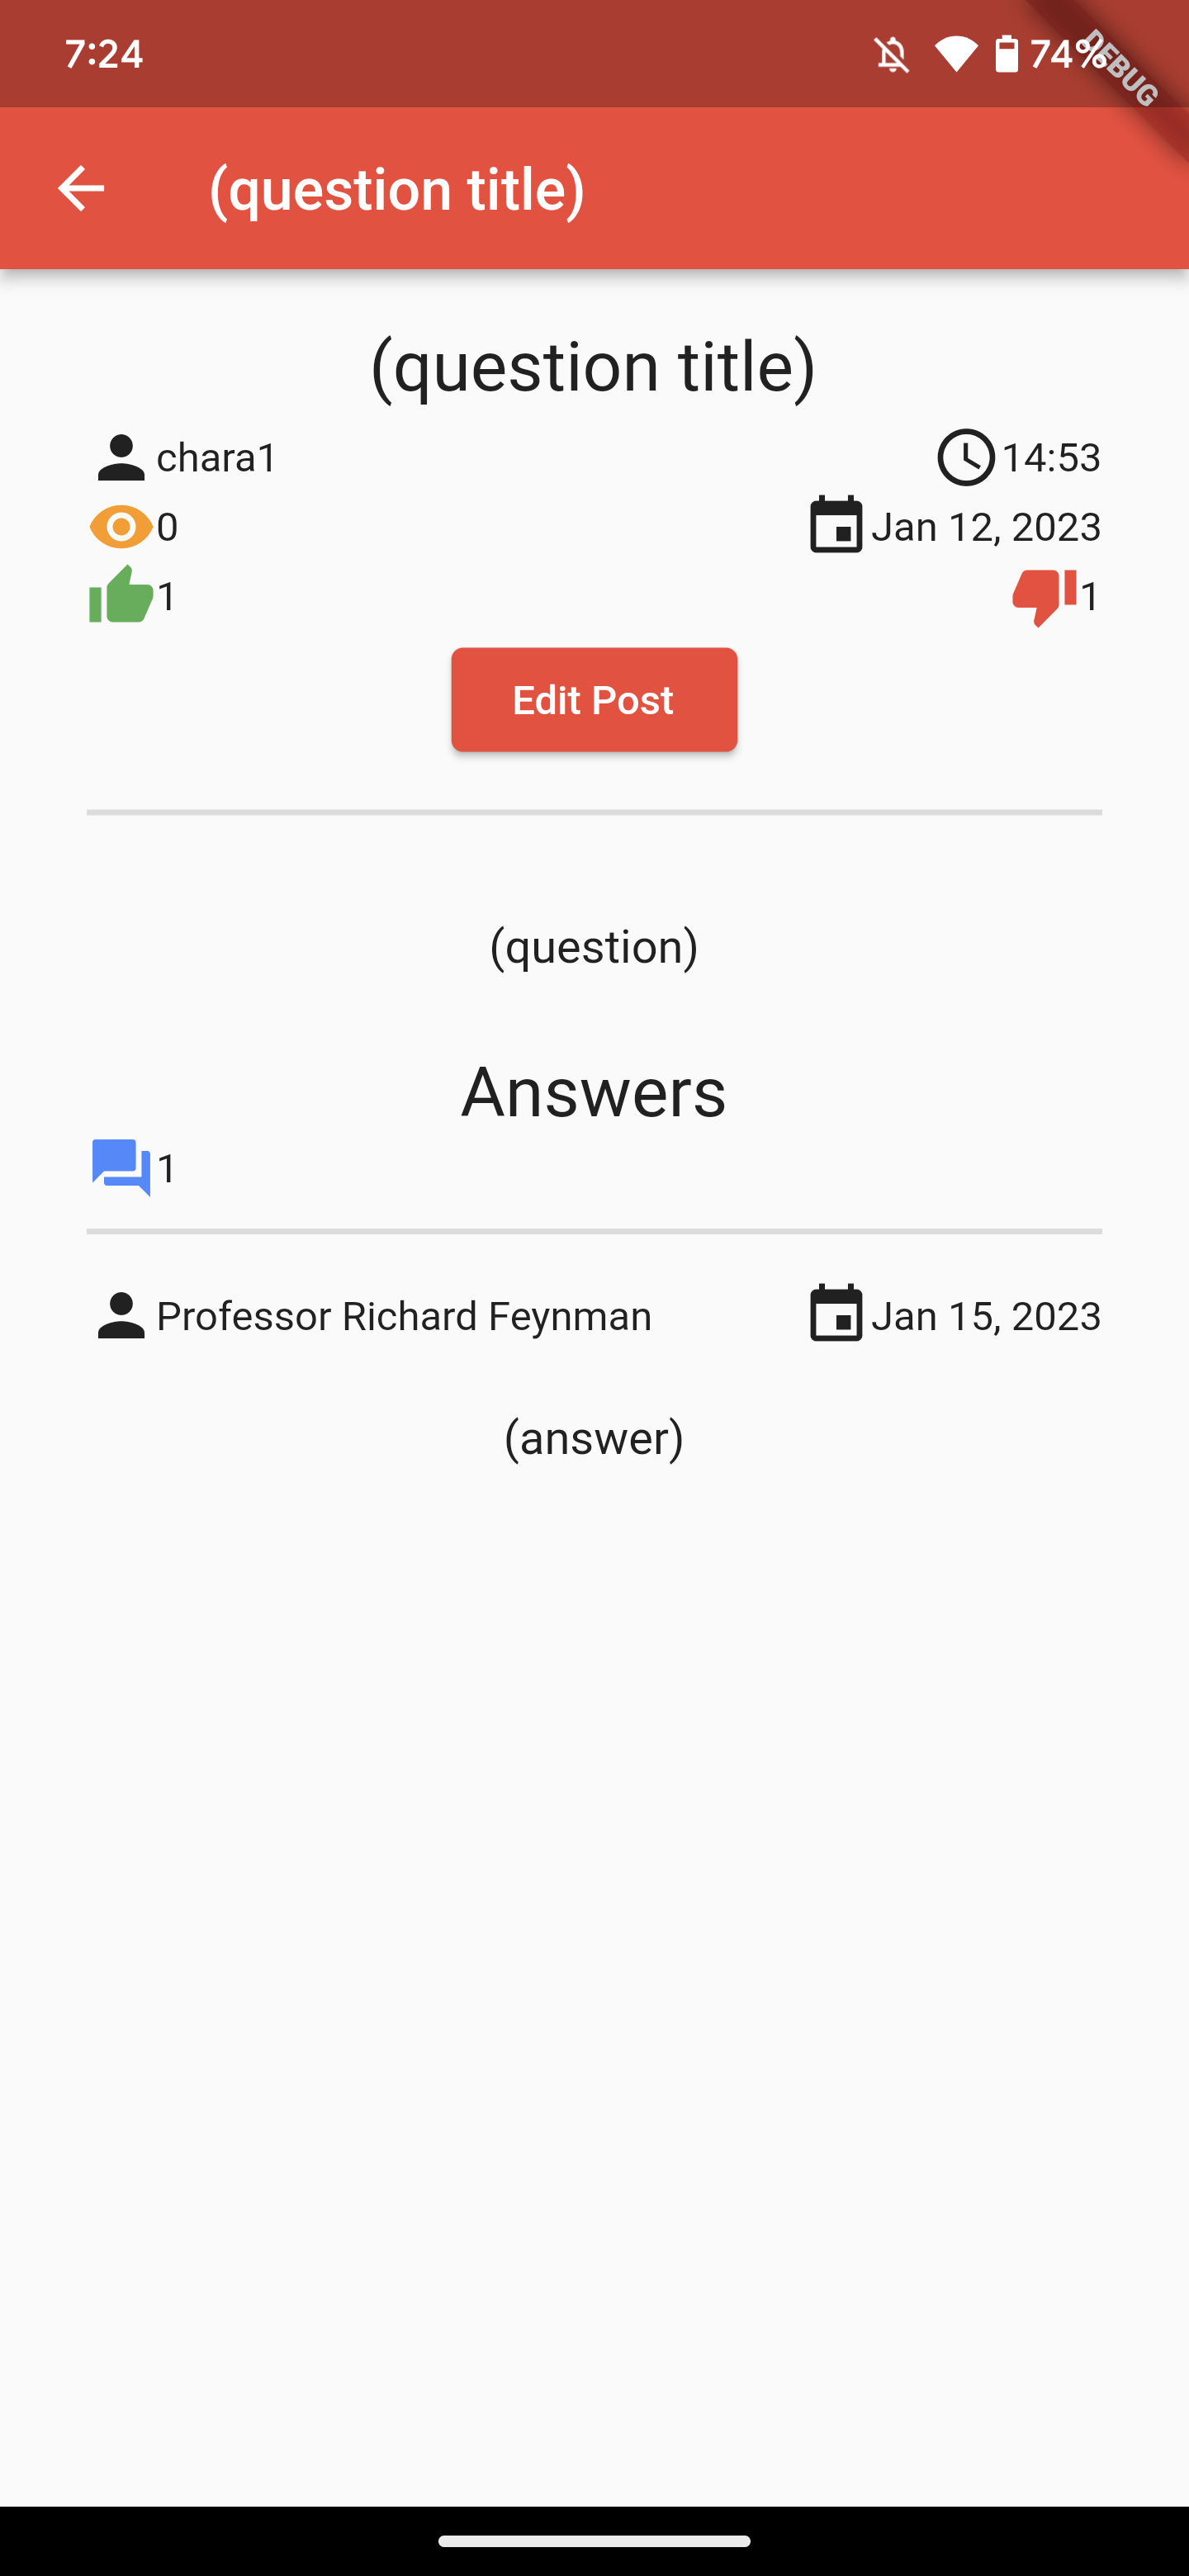 7:24 74% DEBUG
(question title)
(question title)
chara1 14:53
0 Jan 12, 2023
1 1
Edit Post
(question)
Answers
1
Professor Richard Feynman Jan 15, 2023
(answer)